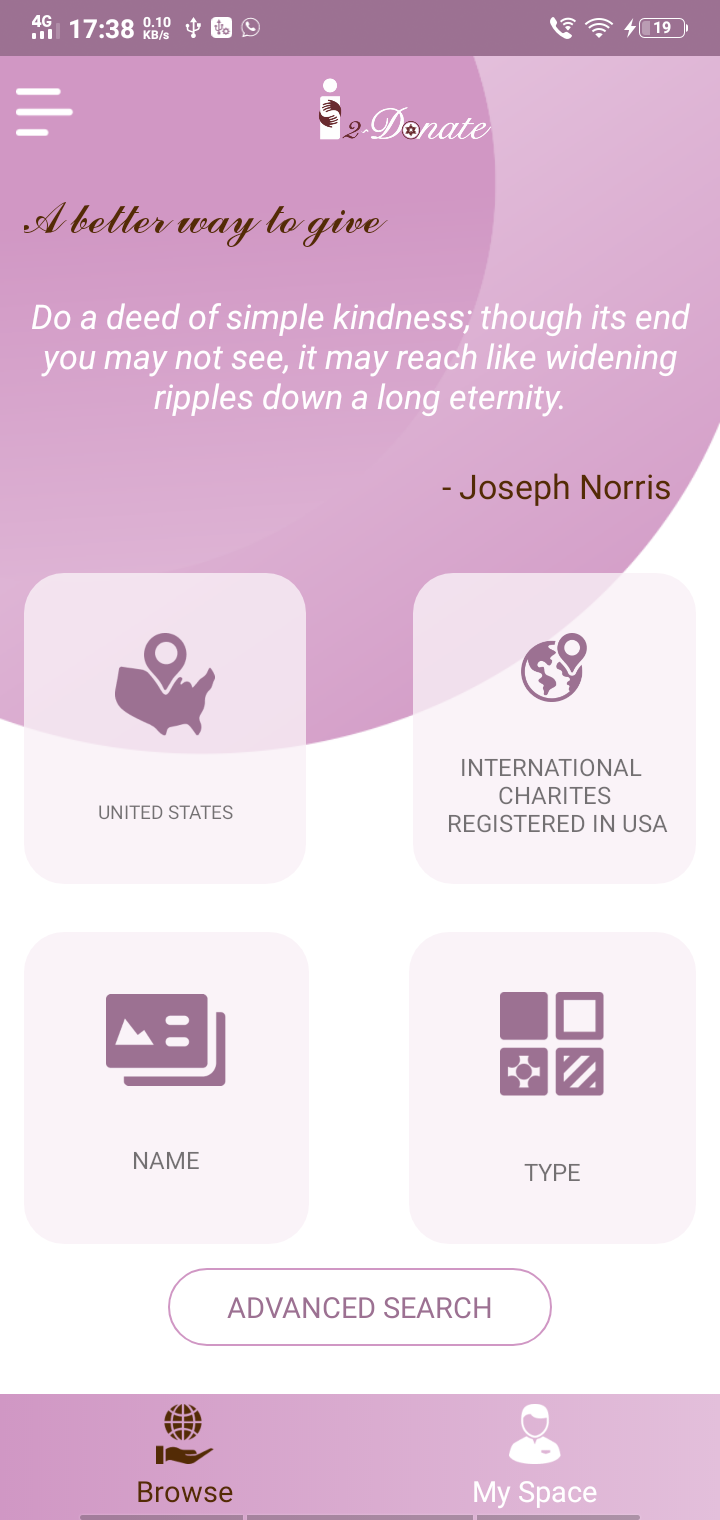 4G 17:38 0.10 KB/s 19
i2-Donate
A better way to give
Do a deed of simple kindness; though its end
you may not see, it may reach like widening
ripples down a long eternity.
- Joseph Norris
UNITED STATES
INTERNATIONAL
CHARITES
REGISTERED IN USA
NAME
TYPE
ADVANCED SEARCH
Browse
My Space